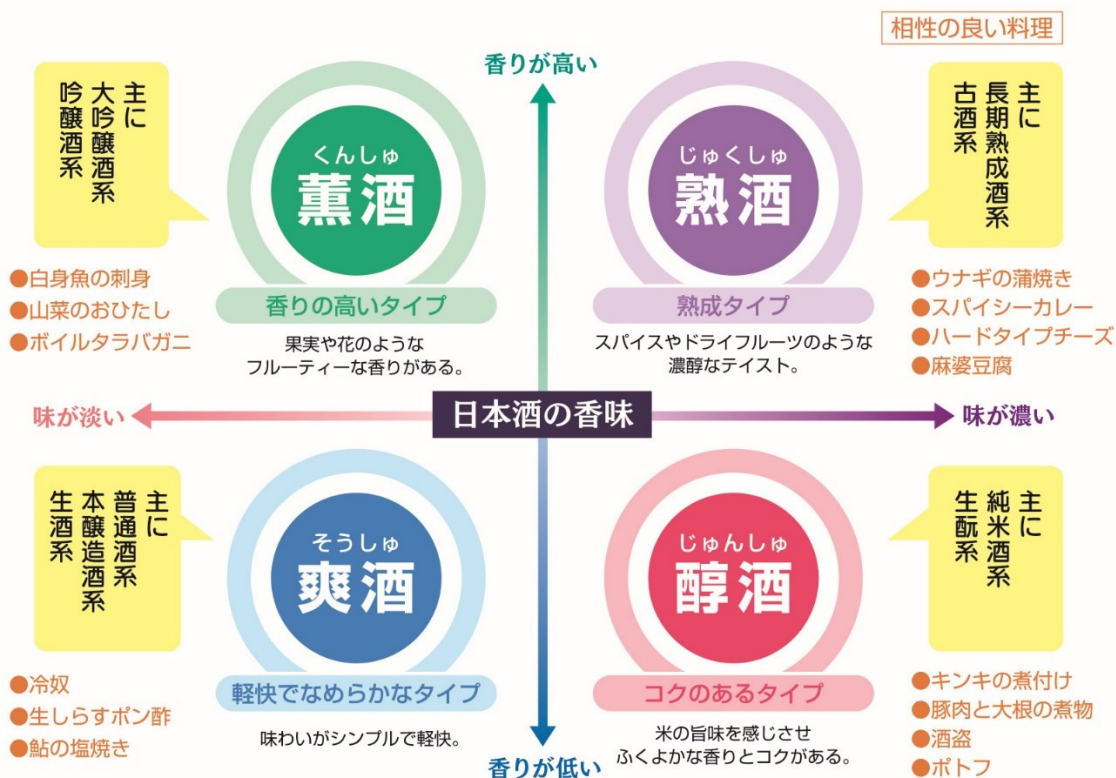 相性の良い料理
香りが高い
主に
大吟醸酒系
吟醸酒系
くんしゅ
薫酒
香りの高いタイプ
果実や花のような
フルーティーな香りがある。
●白身魚の刺身
●山菜のおひたし
●ボイルタラバガニ
じゅくしゅ
熟酒
熟成タイプ
スパイスやドライフルーツのような
濃醇なテイスト。
主に
長期熟成酒系
古酒系
●ウナギの蒲焼き
●スパイシーカレー
●ハードタイプチーズ
●麻婆豆腐
味が淡い
日本酒の香味
味が濃い
主に
普通酒系
本醸造酒系
生酒系
そうしゅ
爽酒
軽快でなめらかなタイプ
味わいがシンプルで軽快。
●冷奴
●生しらすポン酢
●鮎の塩焼き
じゅんしゅ
醇酒
コクのあるタイプ
米の旨味を感じさせ
ふくよかな香りとコクがある。
主に
純米酒系
生酛系
●キンキの煮付け
●豚肉と大根の煮物
●酒盗
●ポトフ
香りが低い